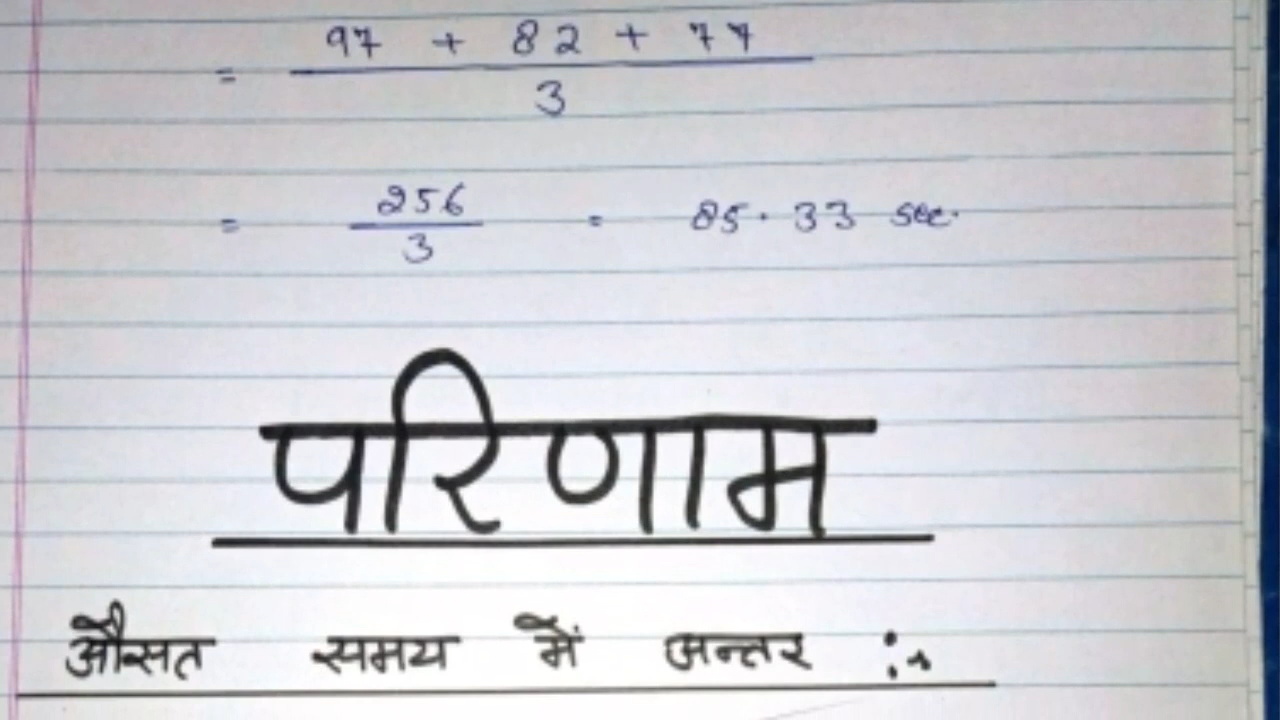 = 97 + 82 + 77
3
= 256 = 85.33 sec.
3
परिणाम
औसत समय में अन्तर :→